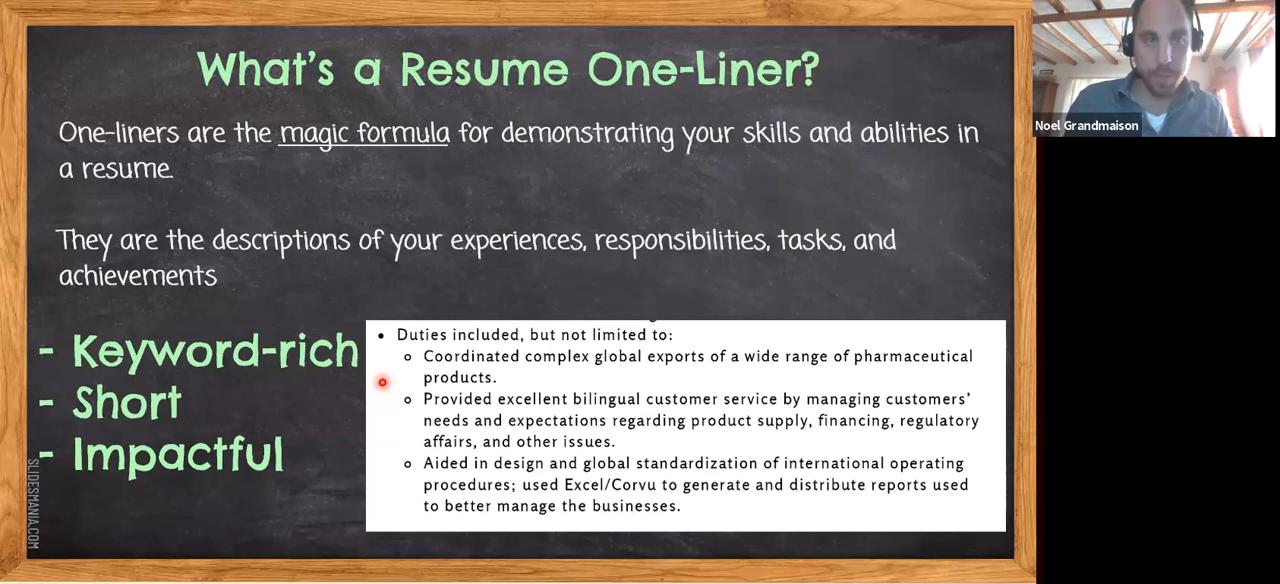 What's a Resume One-Liner?
One-liners are the magic formula for demonstrating your skills and abilities in
a resume.
They are the descriptions of your experiences, responsibilities, tasks, and
achievements
- Keyword-rich
- Short
- Impactful
• Duties included, but not limited to:
Coordinated complex global exports of a wide range of pharmaceutical
products.
Provided excellent bilingual customer service by managing customers'
needs and expectations regarding product supply, financing, regulatory
affairs, and other issues.
Aided in design and global standardization of international operating
procedures; used Excel/Corvu to generate and distribute reports used
to better manage the businesses.
SLIDESMANIA.COM
Noel Grandmaison